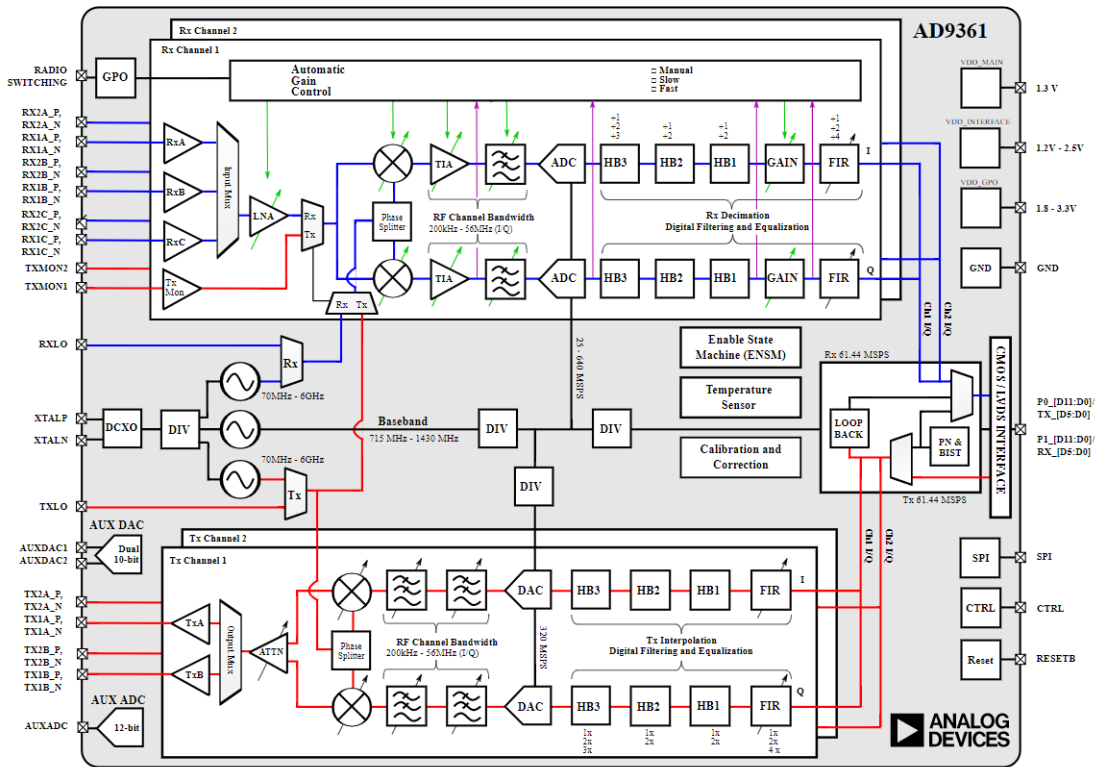 Rx Channel 2
AD9361
Rx Channel 1
RADIO
SWITCHING
GPO
Automatic
Gain
Control
□ Manual
□ Slow
□ Fast
VDD_MAIN
1.3 V
RX2A_P,
RX2A_N
RX1A_P,
RX1A_N
RX2B_P,
RX2B_N
RX1B_P,
RX1B_N
RX2C_P,
RX2C_N
RX1C_P,
RX1C_N
TXMON2
TXMON1
RxA
RxB
RxC
Tx
Mon
Input Mux
LNA
Rx
Tx
Phase
Splitter
TIA
ADC
÷1
÷2
÷3
÷1
÷2
÷1
÷2
÷1
÷2
÷4
HB3
HB2
HB1
GAIN
FIR
I
RF Channel Bandwidth
200kHz - 56MHz (I/Q)
Rx Decimation
Digital Filtering and Equalization
TIA
ADC
HB3
HB2
HB1
GAIN
FIR
Q
Rx Tx
VDD_INTERFACE
1.2V - 2.5V
VDD_GPO
1.8 - 3.3V
GND
GND
Ch1 I/Q
Ch2 I/Q
RXLO
Rx
70MHz - 6GHz
XTALP
XTALN
DCXO
DIV
Baseband
715 MHz - 1430 MHz
DIV
25 - 640 MSPS
DIV
DIV
70MHz - 6GHz
Tx
TXLO
Enable State
Machine (ENSM)
Temperature
Sensor
Calibration and
Correction
Rx 61.44 MSPS
LOOP
BACK
PN &
BIST
Tx 61.44 MSPS
CMOS / LVDS INTERFACE
P0_[D11:D0]/
TX_[D5:D0]
P1_[D11:D0]/
RX_[D5:D0]
Ch1 I/Q
Ch2 I/Q
AUX DAC
AUXDAC1
AUXDAC2
Dual
10-bit
Tx Channel 2
Tx Channel 1
TX2A_P,
TX2A_N
TX1A_P,
TX1A_N
TX2B_P,
TX2B_N
TX1B_P,
TX1B_N
TxA
TxB
Output Mux
ATTN
Phase
Splitter
DAC
HB3
HB2
HB1
FIR
I
RF Channel Bandwidth
200kHz - 56MHz (I/Q)
320 MSPS
Tx Interpolation
Digital Filtering and Equalization
DAC
HB3
HB2
HB1
FIR
Q
1x
2x
3x
1x
2x
1x
2x
1x
2x
4 x
AUX ADC
AUXADC
12-bit
SPI
SPI
CTRL
CTRL
Reset
RESETB
ANALOG
DEVICES